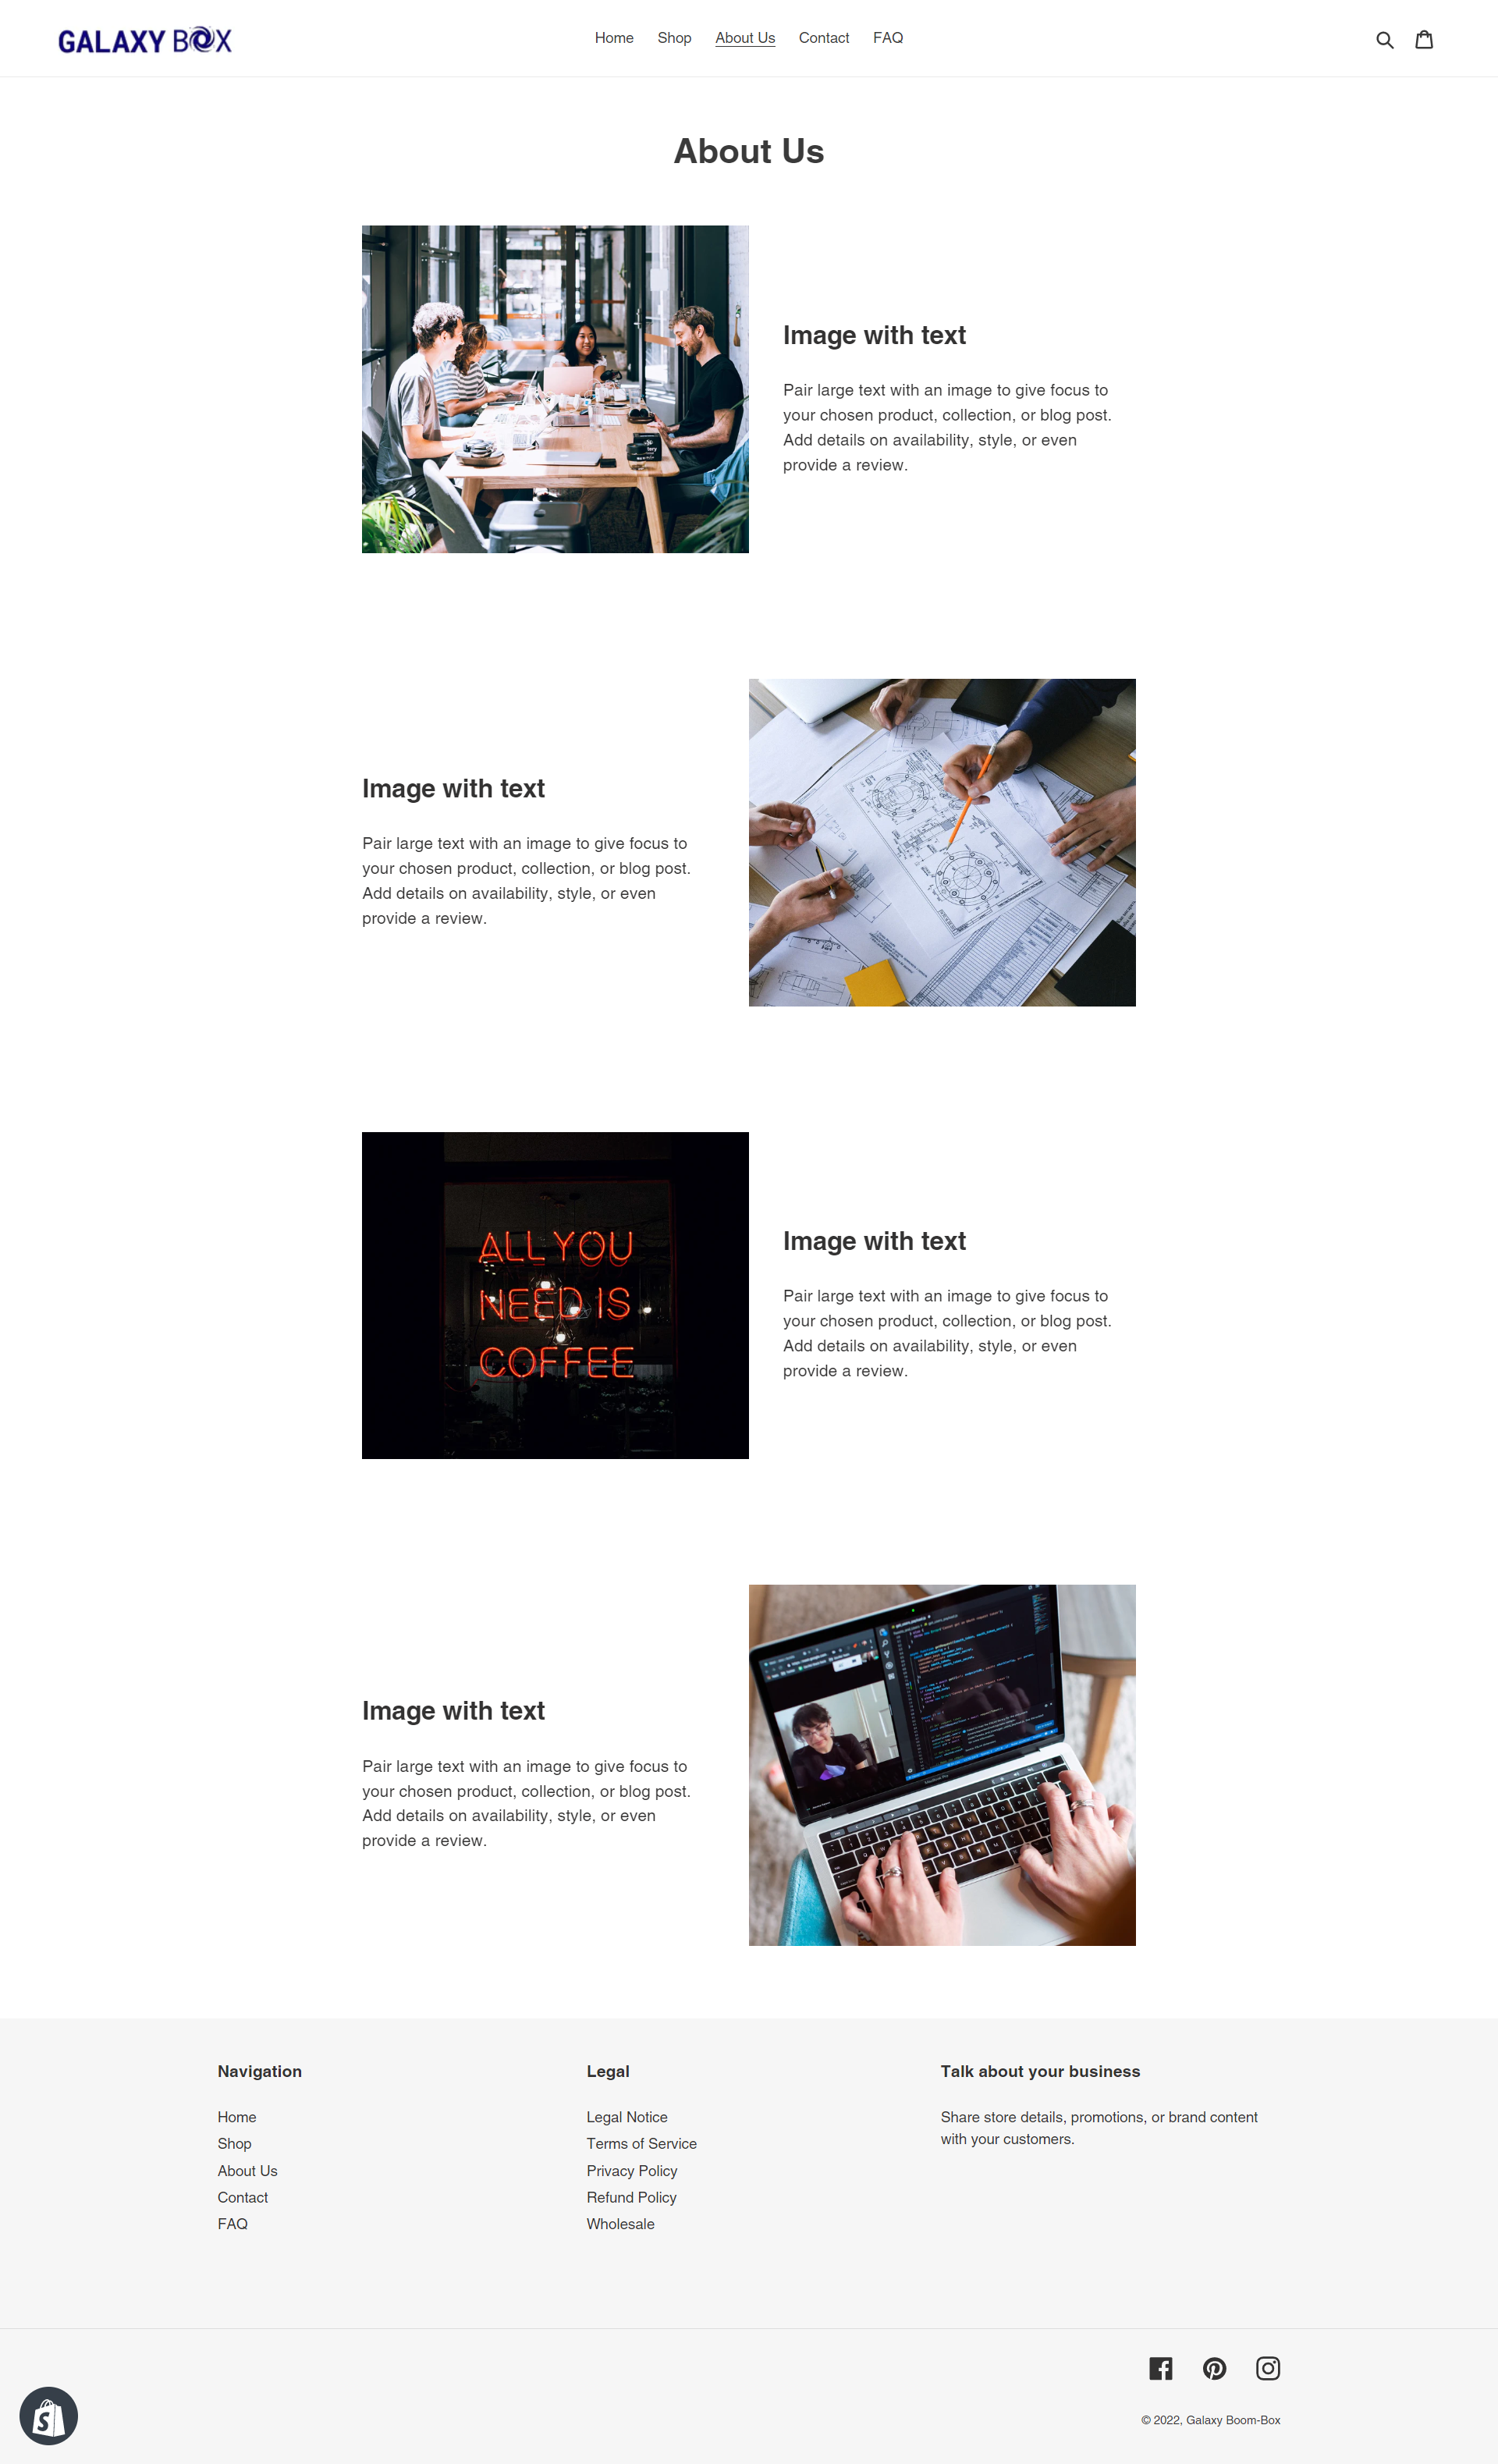 GALAXY BOX
Home
Shop
About Us
Contact
FAQ
About Us
Image with text
Pair large text with an image to give focus to
your chosen product, collection, or blog post.
Add details on availability, style, or even
provide a review.
Image with text
Pair large text with an image to give focus to
your chosen product, collection, or blog post.
Add details on availability, style, or even
provide a review.
ALL YOU
NEED IS
COFFEE
Image with text
Pair large text with an image to give focus to
your chosen product, collection, or blog post.
Add details on availability, style, or even
provide a review.
Image with text
Pair large text with an image to give focus to
your chosen product, collection, or blog post.
Add details on availability, style, or even
provide a review.
Navigation
Home
Shop
About Us
Contact
FAQ
Legal
Legal Notice
Terms of Service
Privacy Policy
Refund Policy
Wholesale
Talk about your business
Share store details, promotions, or brand content
with your customers.
© 2022, Galaxy Boom-Box